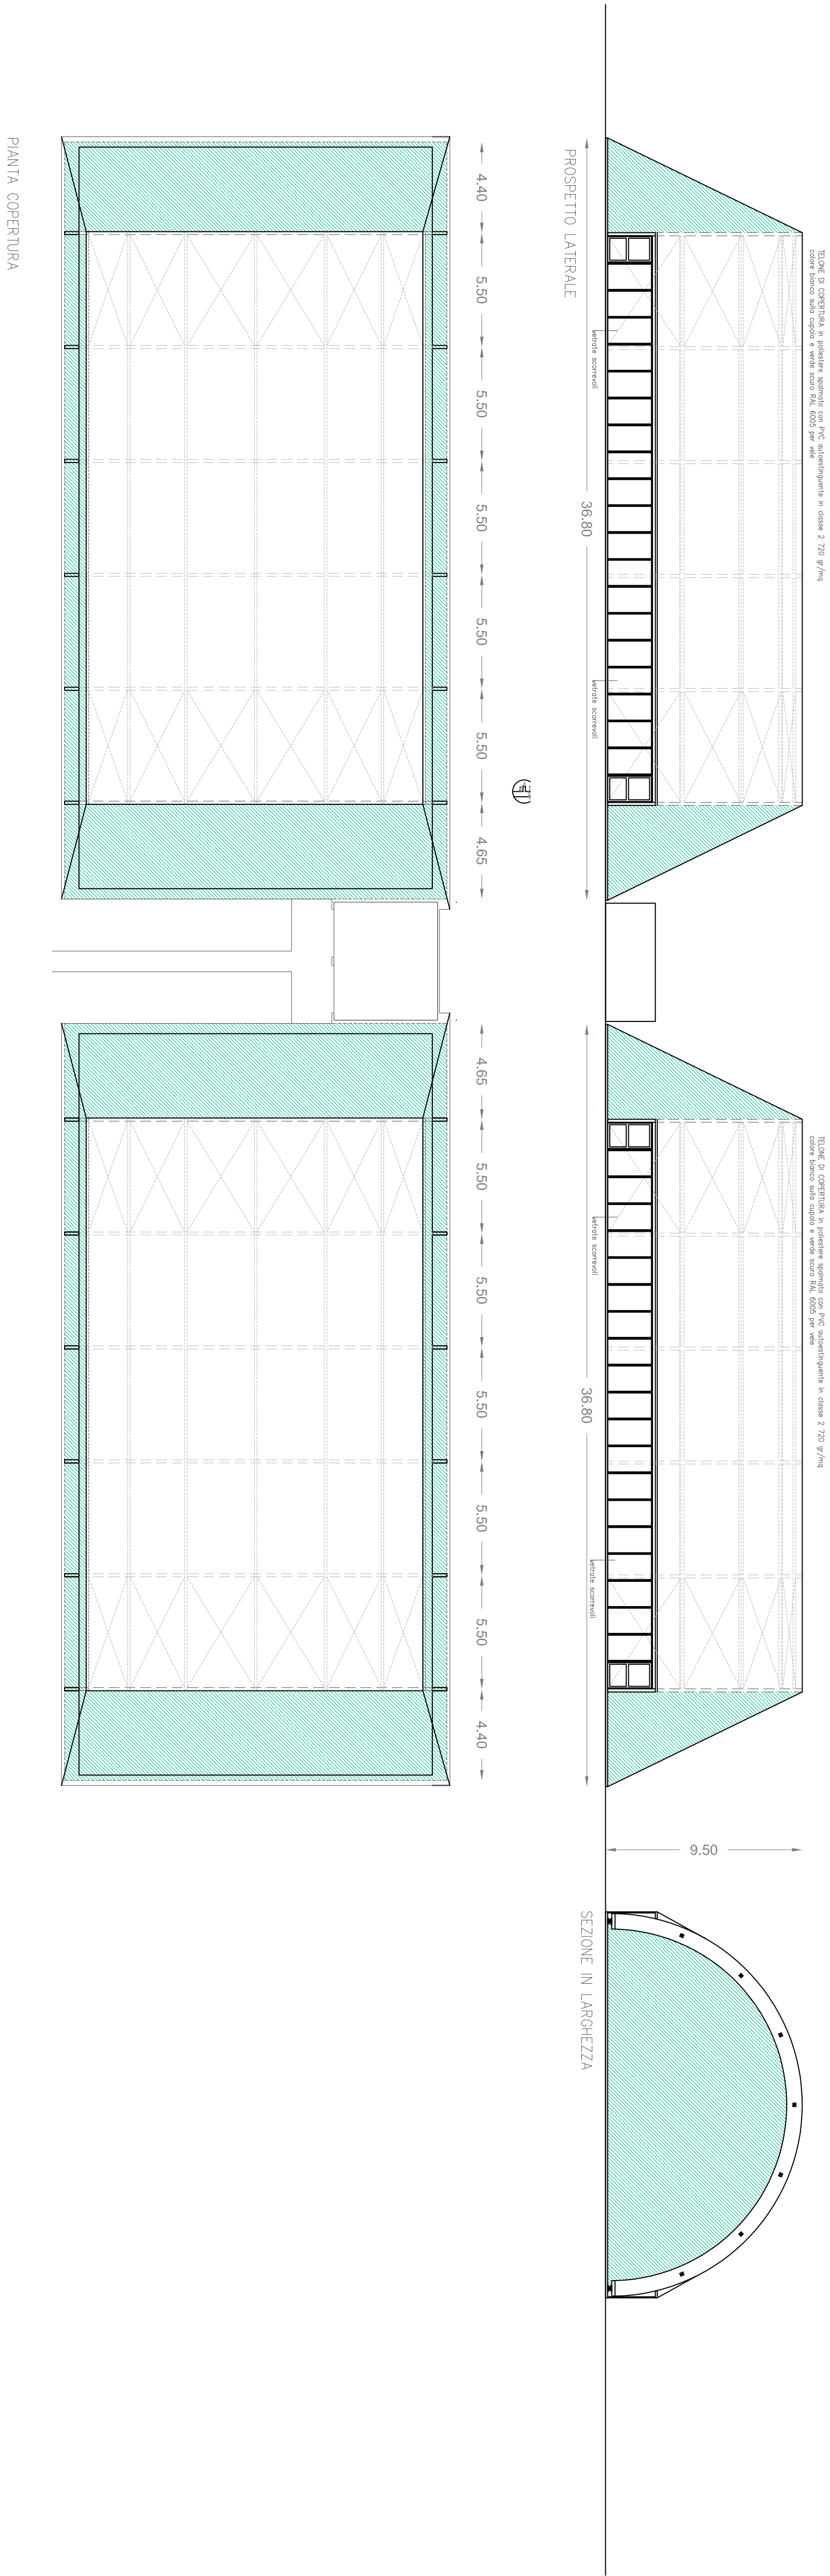 TELONE DI COPERTURA in poliestere spalmato con PVC autoestinguente in classe 2 720 gr/mq
colore bianco sulla cupola e verde scuro RAL 6005 per vele
TELONE DI COPERTURA in poliestere spalmato con PVC autoestinguente in classe 2 720 gr/mq
colore bianco sulla cupola e verde scuro RAL 6005 per vele
9.50
vetrate scorrevoli
vetrate scorrevoli
vetrate scorrevoli
vetrate scorrevoli
36.80
36.80
PROSPETTO LATERALE
SEZIONE IN LARGHEZZA
4.40
5.50
5.50
5.50
5.50
5.50
4.65
4.65
5.50
5.50
5.50
5.50
5.50
4.40
PIANTA COPERTURA